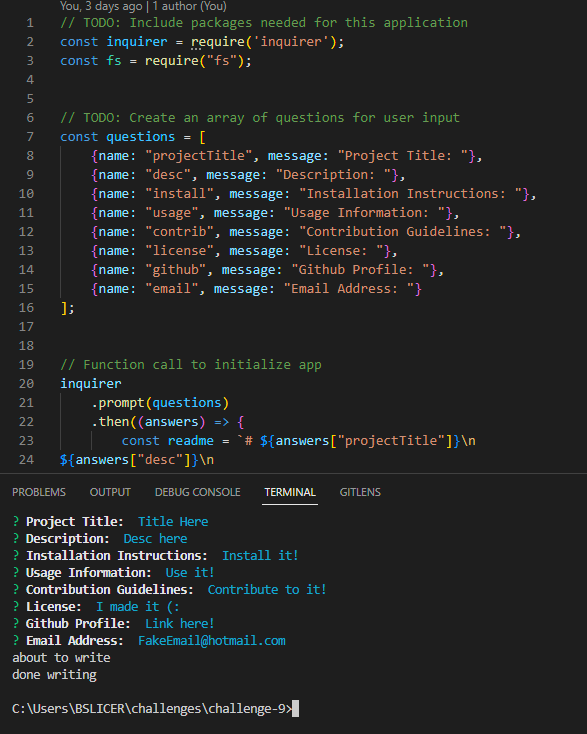 You, 3 days ago | 1 author (You)
1 // TODO: Include packages needed for this application
2 const inquirer = require('inquirer');
3 const fs = require("fs");
4
5
6 // TODO: Create an array of questions for user input
7 const questions = [
8 {name: "projectTitle", message: "Project Title: "},
9 {name: "desc", message: "Description: "},
10 {name: "install", message: "Installation Instructions: "},
11 {name: "usage", message: "Usage Information: "},
12 {name: "contrib", message: "Contribution Guidelines: "},
13 {name: "license", message: "License: "},
14 {name: "github", message: "Github Profile: "},
15 {name: "email", message: "Email Address: "}
16 ];
17
18
19 // Function call to initialize app
20 inquirer
21 .prompt(questions)
22 .then((answers) => {
23 const readme = `# ${answers["projectTitle"]}\n
24 ${answers["desc"]}\n
PROBLEMS OUTPUT DEBUG CONSOLE TERMINAL GITLENS
? Project Title: Title Here
? Description: Desc here
? Installation Instructions: Install it!
? Usage Information: Use it!
? Contribution Guidelines: Contribute to it!
? License: I made it (:
? Github Profile: Link here!
? Email Address: FakeEmail@hotmail.com
about to write
done writing
C:\Users\BSLICER\challenges\challenge-9>